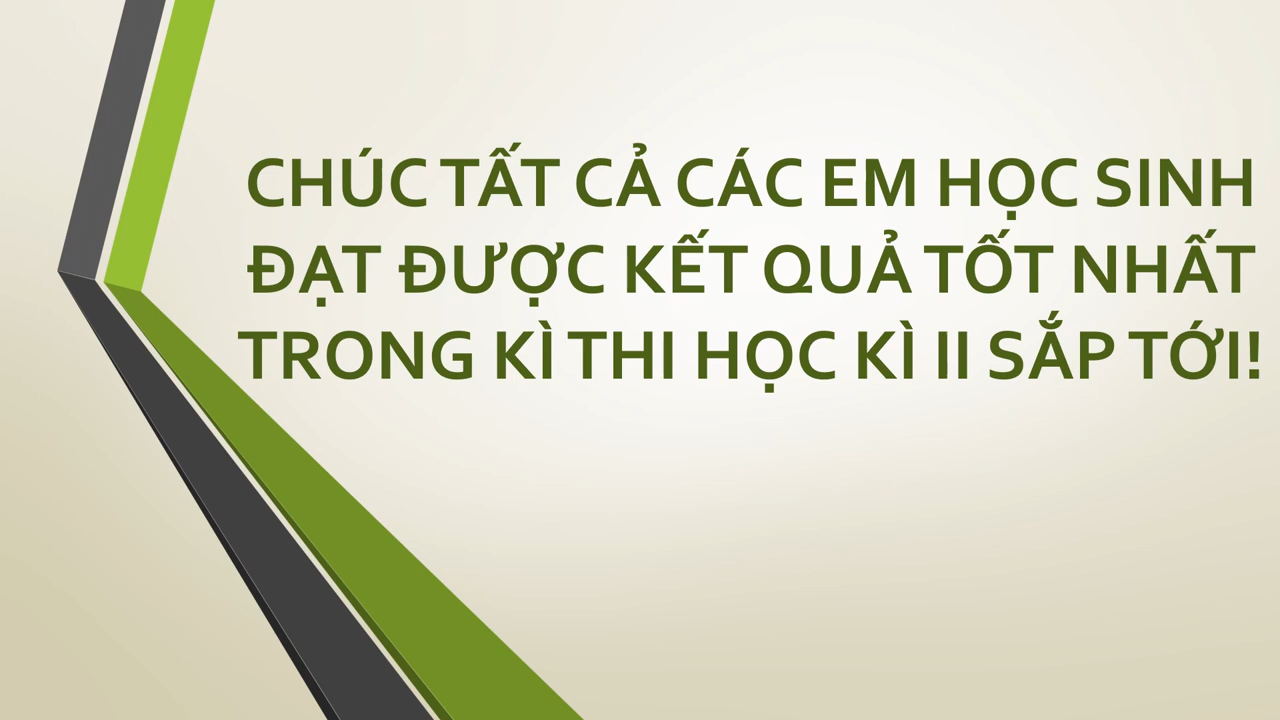 CHÚC TẤT CẢ CÁC EM HỌC SINH
ĐẠT ĐƯỢC KẾT QUẢ TỐT NHẤT
TRONG KÌ THI HỌC KÌ II SẮP TỚI!